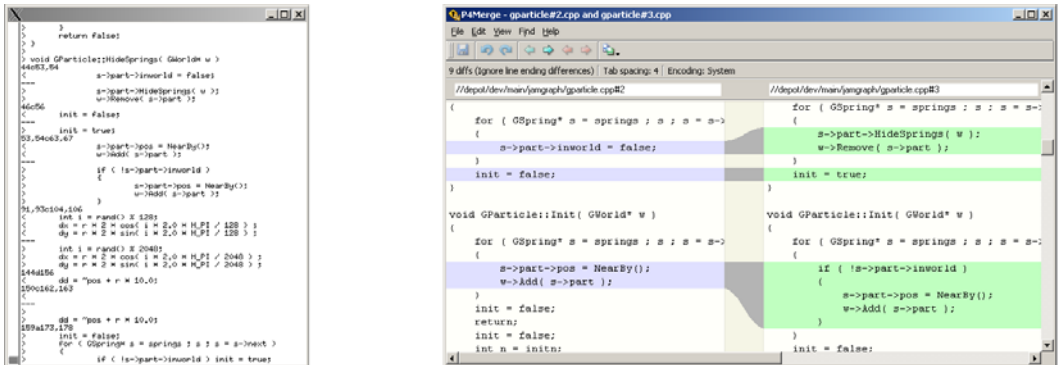 >         }
>         return false;
> }
> void GParticle::HideSprings( GWorld* w )
44c53,54
<                 s->part->inworld = false;
---
>                 s->part->HideSprings( w );
>                 w->Remove( s->part );
46c56
<         init = false;
---
>         init = true;
53,54c63,67
<                 s->part->pos = NearBy();
<                 w->Add( s->part );
---
>                 if ( !s->part->inworld )
>                 {
>                         s->part->pos = NearBy();
>                         w->Add( s->part );
>                 }
91,93c104,106
<         int i = rand() % 128;
<         dx = r * 2 * cos( i * 2.0 * M_PI / 128 ) ;
<         dy = r * 2 * sin( i * 2.0 * M_PI / 128 ) ;
---
>         int i = rand() % 2048;
>         dx = r * 2 * cos( i * 2.0 * M_PI / 2048 ) ;
>         dy = r * 2 * sin( i * 2.0 * M_PI / 2048 ) ;
144d156
<         dd = ~pos + r * 10.0;
150c162,163
<
---
>
>         dd = ~pos + r * 10.0;
159a173,178
>         init = false;
>         for ( GSpring* s = springs ; s ; s = s->next )
>         {
>                 if ( !s->part->inworld ) init = true;
P4Merge - gparticle#2.cpp and gparticle#3.cpp
File Edit View Find Help
9 diffs (Ignore line ending differences) Tab spacing: 4 Encoding: System
//depot/dev/main/jamgraph/gparticle.cpp#2
{
    for ( GSpring* s = springs ; s ; s = s->
    {
        s->part->inworld = false;
    }
    init = false;
}
void GParticle::Init( GWorld* w )
{
    for ( GSpring* s = springs ; s ; s = s->
    {
        s->part->pos = NearBy();
        w->Add( s->part );
    }
    init = false;
    return;
    init = false;
    int n = initn;
//depot/dev/main/jamgraph/gparticle.cpp#3
    for ( GSpring* s = springs ; s ; s = s->
    {
        s->part->HideSprings( w );
        w->Remove( s->part );
    }
    init = true;
}
void GParticle::Init( GWorld* w )
{
    for ( GSpring* s = springs ; s ; s = s->
    {
        if ( !s->part->inworld )
        {
            s->part->pos = NearBy();
            w->Add( s->part );
        }
    }
    init = false;